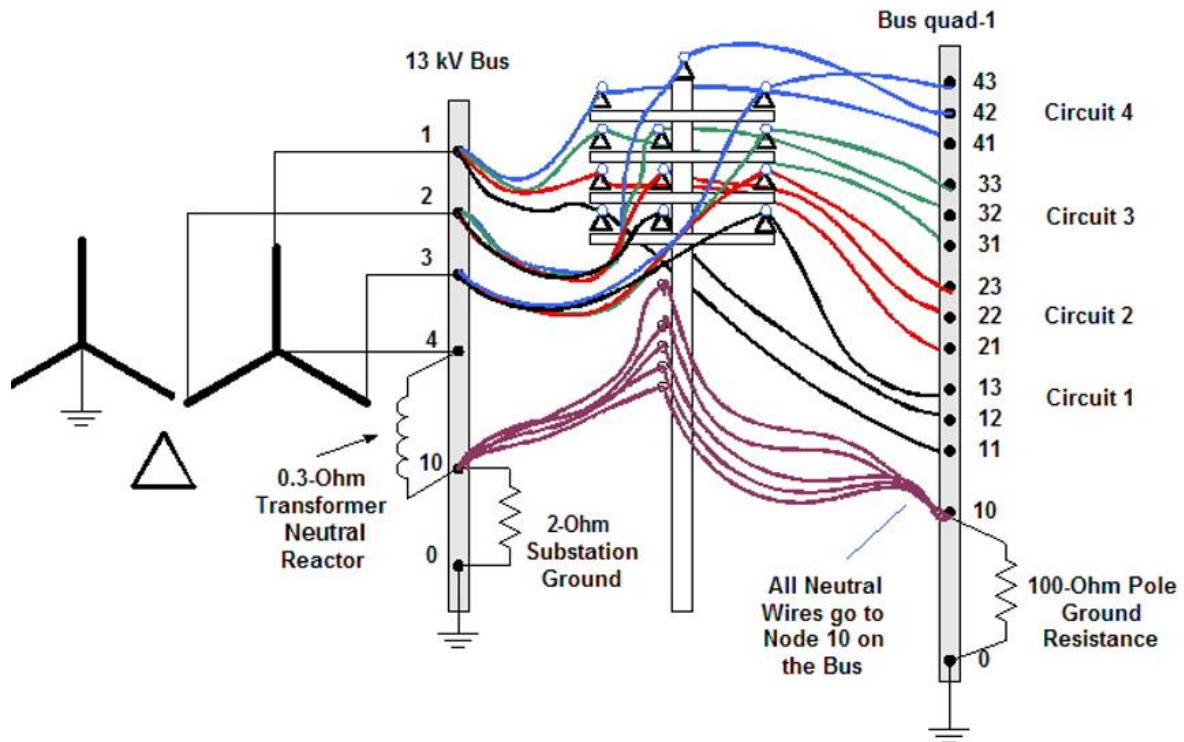 Bus quad-1
13 kV Bus
1
2
3
4
10
0
0.3-Ohm
Transformer
Neutral
Reactor
2-Ohm
Substation
Ground
43
42
41
Circuit 4
33
32
31
Circuit 3
23
22
21
Circuit 2
13
12
11
Circuit 1
10
0
All Neutral
Wires go to
Node 10 on
the Bus
100-Ohm Pole
Ground
Resistance